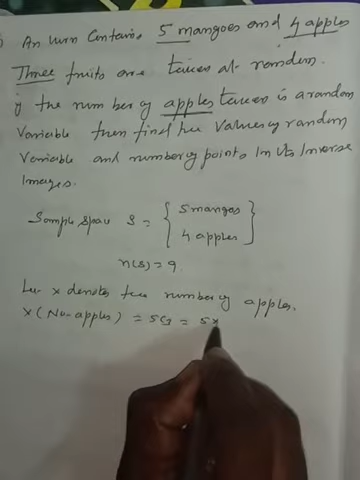 An Urn Contains 5 mangoes and 4 apples
Three fruits are taken at random.
If the number of apples taken is a random
Variable then find the Values of random
Variable and number of points In its Inverse
Images.
Sample space S = { 5 mangos
4 apples }
n(s) = 9
Let x denotes the number of apples.
x (No-apples) = 5C3 = 5x